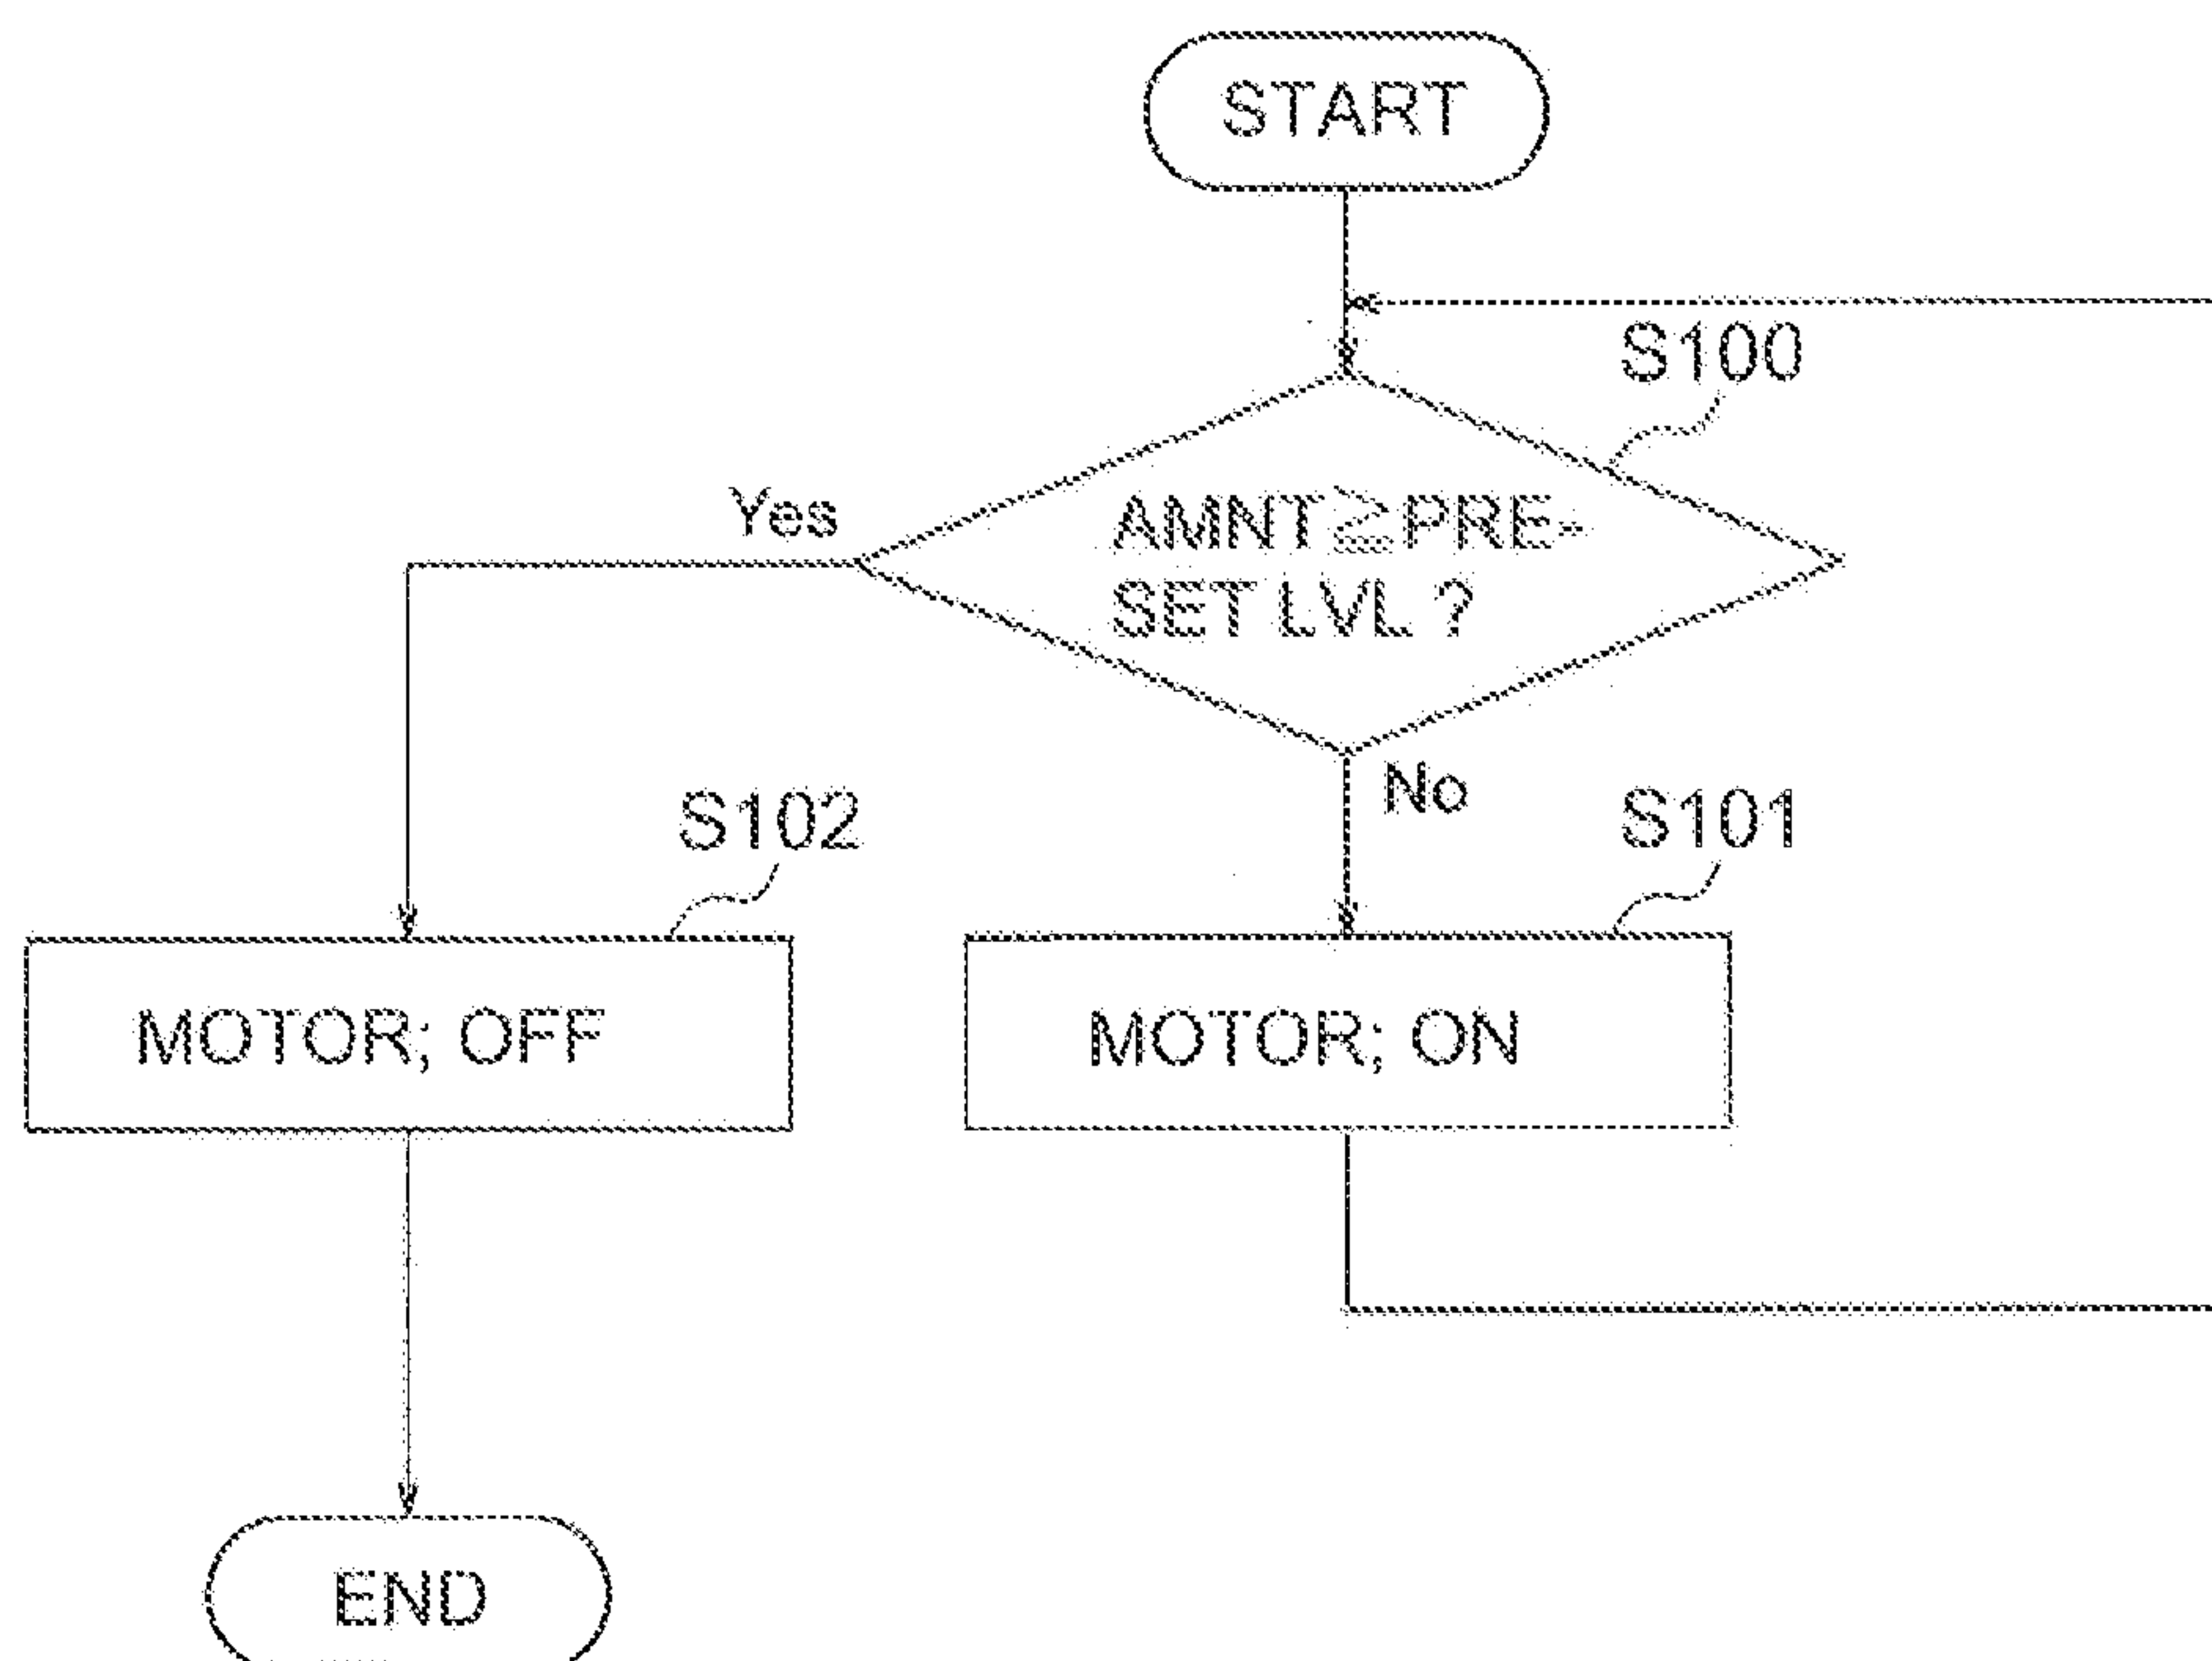 START
S100
Yes
AMNT≧PRE-
SET LVL ?
No
S102
S101
MOTOR; OFF
MOTOR; ON
END